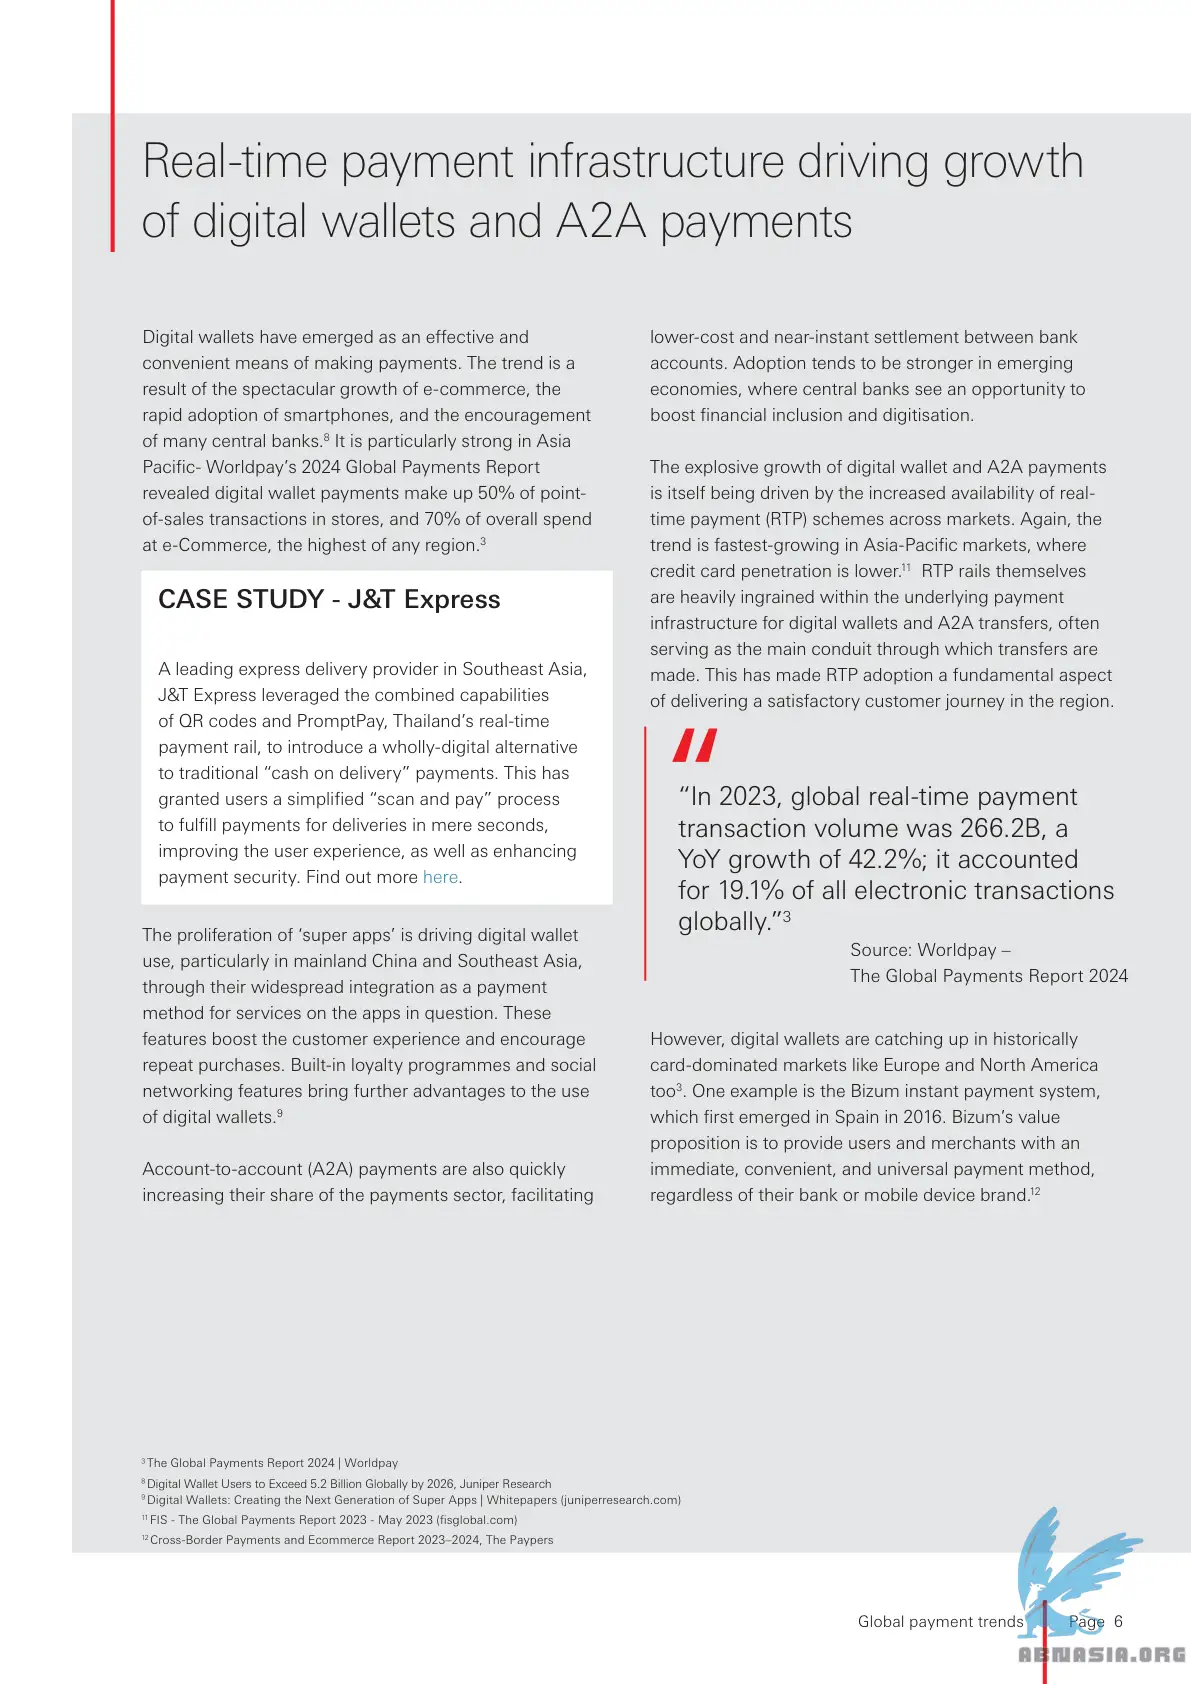 Real-time payment infrastructure driving growth
of digital wallets and A2A payments
Digital wallets have emerged as an effective and
convenient means of making payments. The trend is a
result of the spectacular growth of e-commerce, the
rapid adoption of smartphones, and the encouragement
of many central banks.⁸ It is particularly strong in Asia
Pacific- Worldpay’s 2024 Global Payments Report
revealed digital wallet payments make up 50% of point-
of-sales transactions in stores, and 70% of overall spend
at e-Commerce, the highest of any region.³
CASE STUDY - J&T Express
A leading express delivery provider in Southeast Asia,
J&T Express leveraged the combined capabilities
of QR codes and PromptPay, Thailand’s real-time
payment rail, to introduce a wholly-digital alternative
to traditional “cash on delivery” payments. This has
granted users a simplified “scan and pay” process
to fulfill payments for deliveries in mere seconds,
improving the user experience, as well as enhancing
payment security. Find out more here.
The proliferation of ‘super apps’ is driving digital wallet
use, particularly in mainland China and Southeast Asia,
through their widespread integration as a payment
method for services on the apps in question. These
features boost the customer experience and encourage
repeat purchases. Built-in loyalty programmes and social
networking features bring further advantages to the use
of digital wallets.⁹
Account-to-account (A2A) payments are also quickly
increasing their share of the payments sector, facilitating
lower-cost and near-instant settlement between bank
accounts. Adoption tends to be stronger in emerging
economies, where central banks see an opportunity to
boost financial inclusion and digitisation.
The explosive growth of digital wallet and A2A payments
is itself being driven by the increased availability of real-
time payment (RTP) schemes across markets. Again, the
trend is fastest-growing in Asia-Pacific markets, where
credit card penetration is lower.¹¹ RTP rails themselves
are heavily ingrained within the underlying payment
infrastructure for digital wallets and A2A transfers, often
serving as the main conduit through which transfers are
made. This has made RTP adoption a fundamental aspect
of delivering a satisfactory customer journey in the region.
“In 2023, global real-time payment
transaction volume was 266.2B, a
YoY growth of 42.2%; it accounted
for 19.1% of all electronic transactions
globally.”³
Source: Worldpay –
The Global Payments Report 2024
However, digital wallets are catching up in historically
card-dominated markets like Europe and North America
too³. One example is the Bizum instant payment system,
which first emerged in Spain in 2016. Bizum’s value
proposition is to provide users and merchants with an
immediate, convenient, and universal payment method,
regardless of their bank or mobile device brand.¹²
³ The Global Payments Report 2024 | Worldpay
⁸ Digital Wallet Users to Exceed 5.2 Billion Globally by 2026, Juniper Research
⁹ Digital Wallets: Creating the Next Generation of Super Apps | Whitepapers (juniperresearch.com)
¹¹ FIS - The Global Payments Report 2023 - May 2023 (fisglobal.com)
¹² Cross-Border Payments and Ecommerce Report 2023–2024, The Paypers
Global payment trends Page 6
ABNASIA.ORG